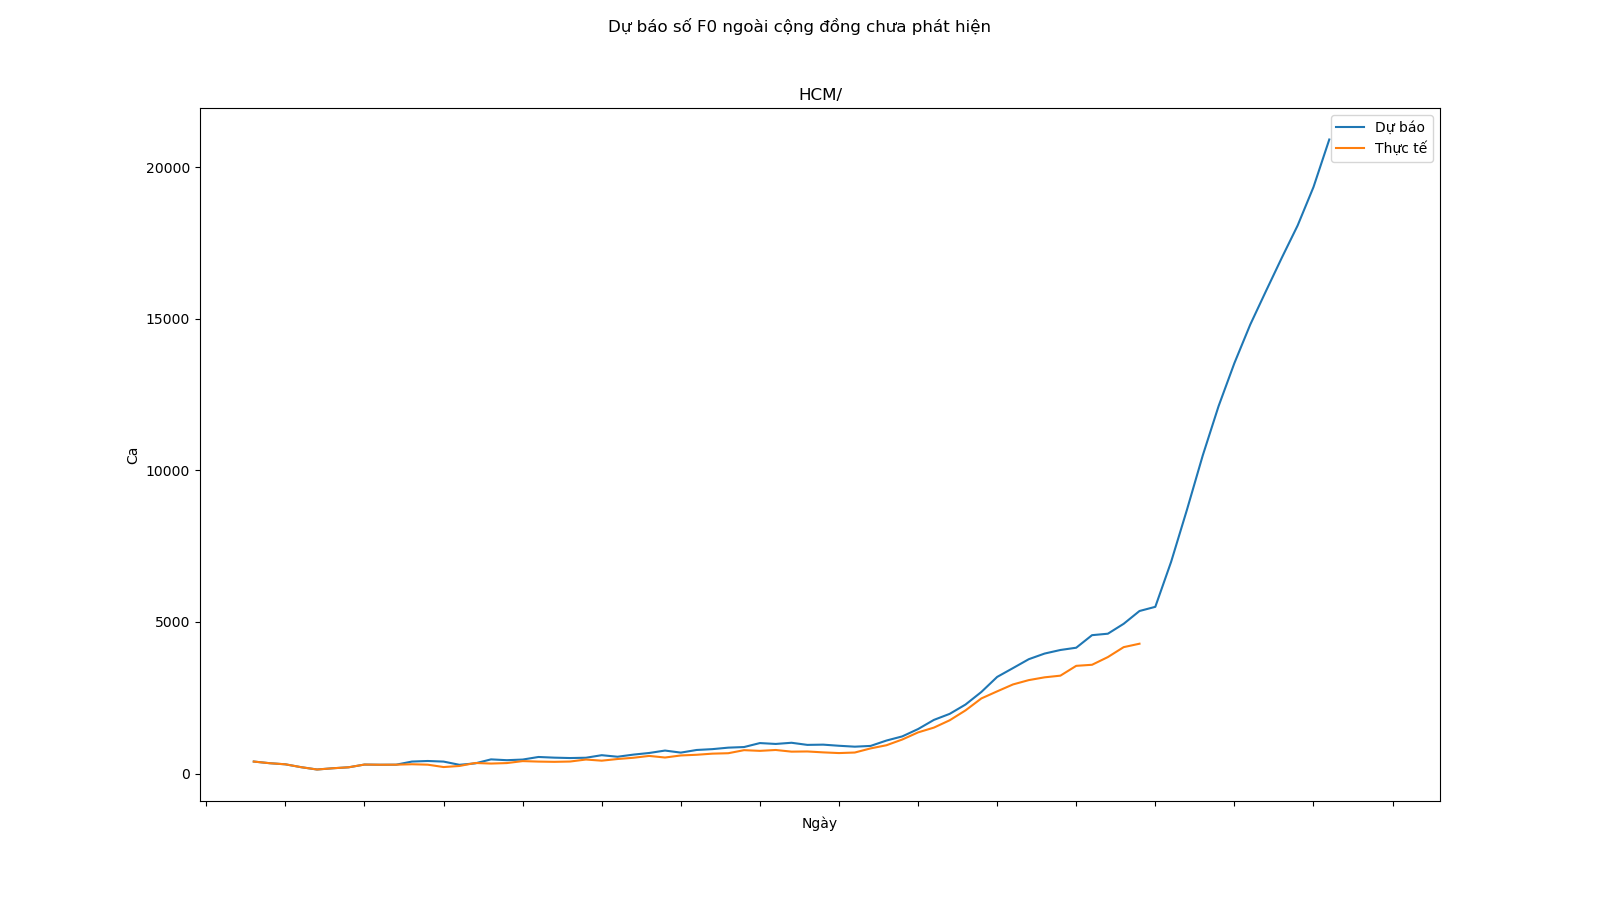 Dự báo số F0 ngoài cộng đồng chưa phát hiện
HCM/
Dự báo
Thực tế
20000
15000
10000
5000
0
Ca
Ngày